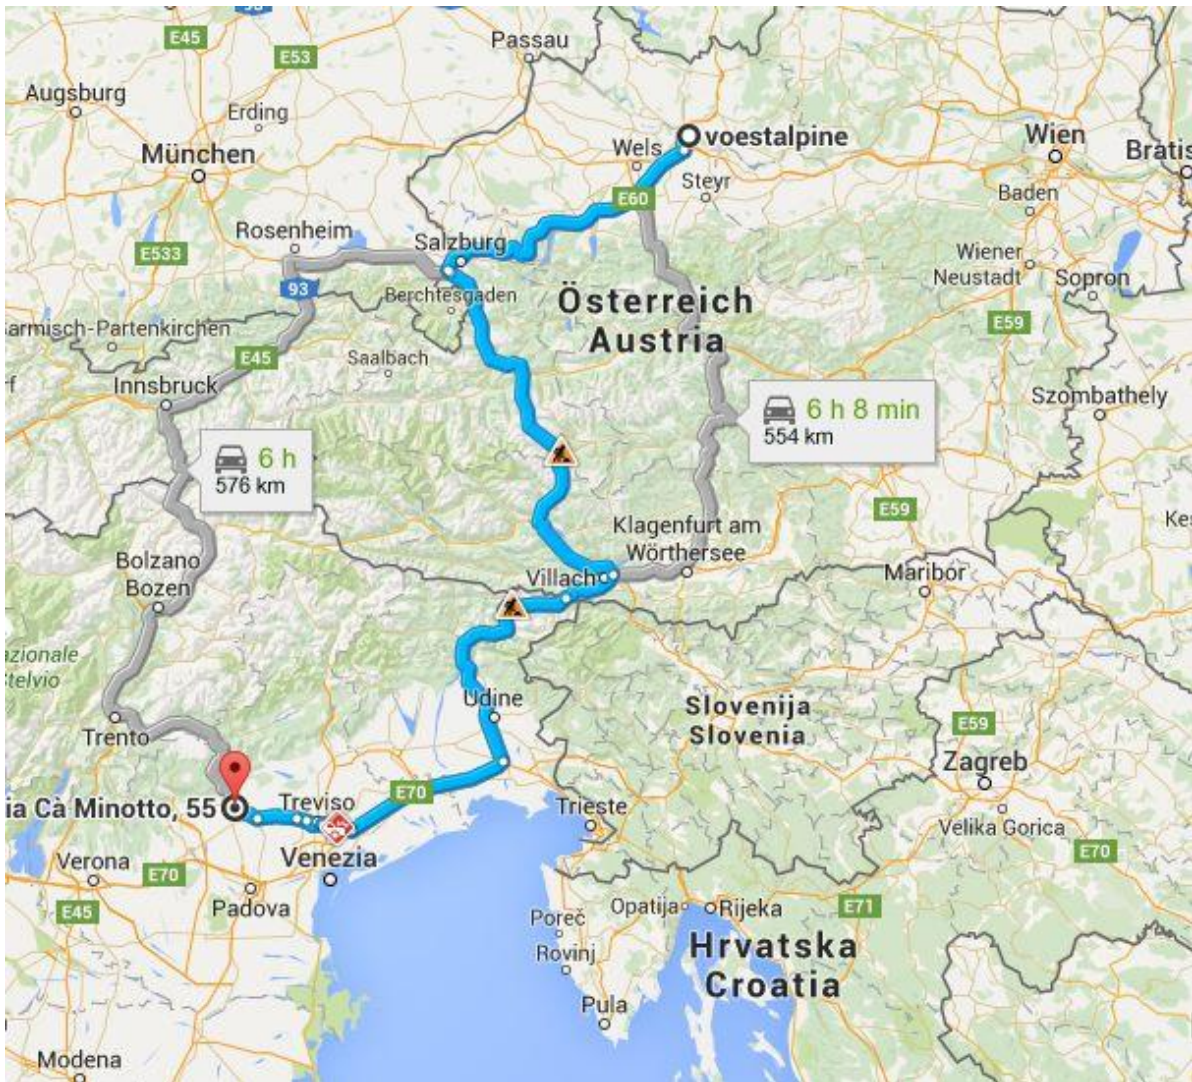 93
E45
Passau
E53
Augsburg
Erding
voestalpine
Wien
München
Wels
Bratis
Steyr
Baden
E60
Rosenheim
Salzburg
E533
Wiener
Neustadt
Sopron
93
Berchtesgaden
Österreich
Austria
E59
armisch-Partenkirchen
E45
Saalbach
Innsbruck
Szombathely
6 h 8 min
554 km
6 h
576 km
E59
Klagenfurt am
Wörthersee
Ke
Bolzano
Bozen
Villach
Maribor
azionale
telvio
Udine
Slovenija
Slovenia
E59
Trento
Zagreb
E70
ia Cà Minotto, 55
Treviso
Trieste
Velika Gorica
Verona
E70
Venezia
E70
E45
Padova
Poreč
Opatija
Rijeka
E71
Rovinj
Hrvatska
Croatia
Pula
Modena